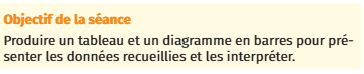 Objectif de la séance
Produire un tableau et un diagramme en barres pour pré-
senter les données recueillies et les interpréter.